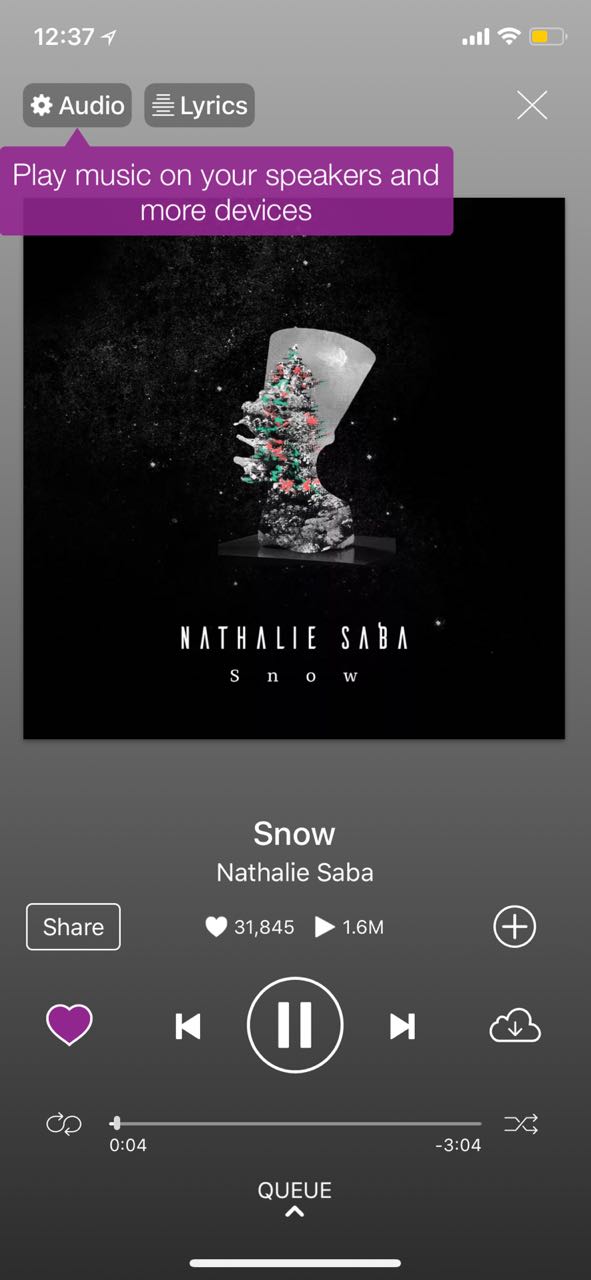 12:37
Audio
Lyrics
Play music on your speakers and
more devices
NATHALIE SABA
Snow
Snow
Nathalie Saba
Share
31,845
1.6M
0:04
-3:04
QUEUE